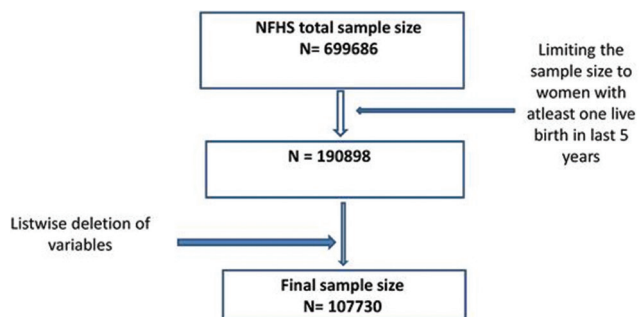 NFHS total sample size
N= 699686
Limiting the
sample size to
women with
atleast one live
birth in last 5
years
N = 190898
Listwise deletion of
variables
Final sample size
N= 107730